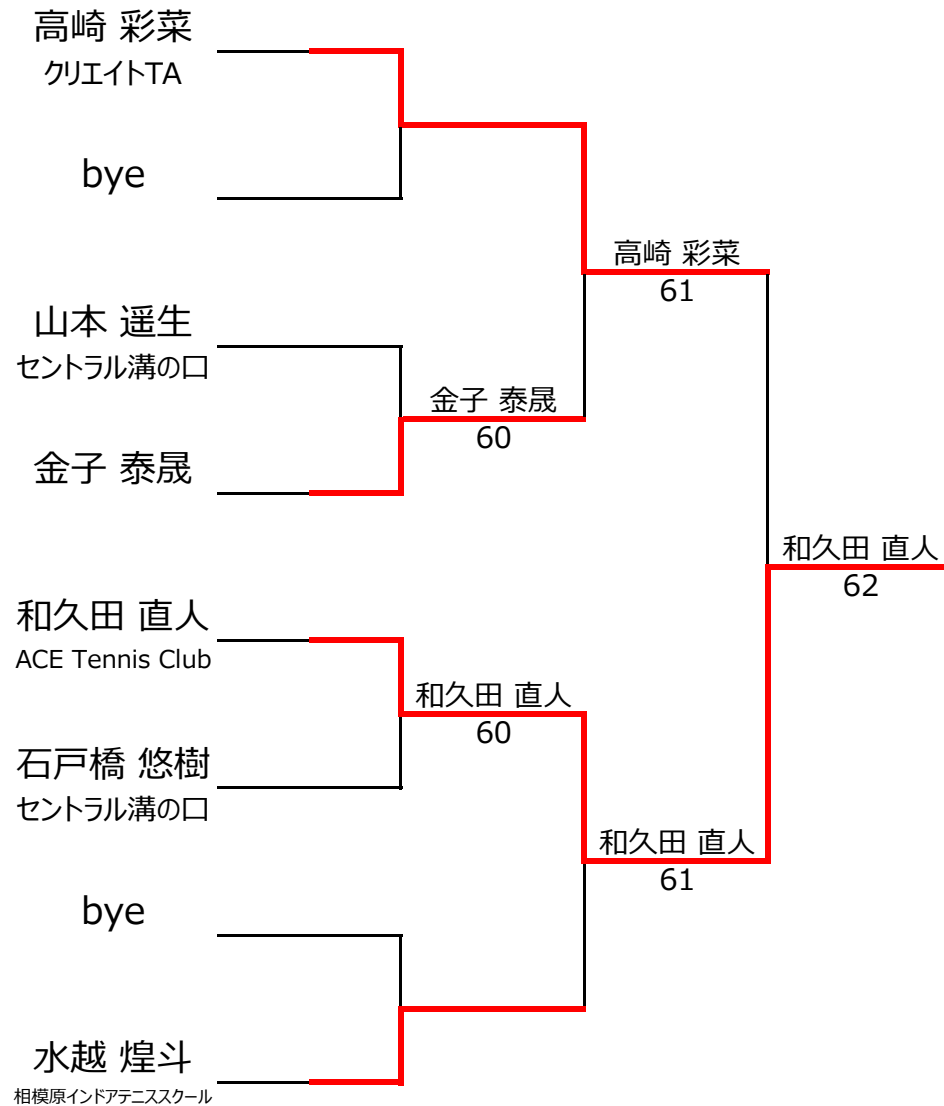 高崎 彩菜
クリエイトTA
bye
高崎 彩菜
61
山本 遥生
セントラル溝の口
金子 泰晟
60
金子 泰晟
和久田 直人
62
和久田 直人
ACE Tennis Club
和久田 直人
60
石戸橋 悠樹
セントラル溝の口
和久田 直人
61
bye
水越 煌斗
相模原インドアテニススクール